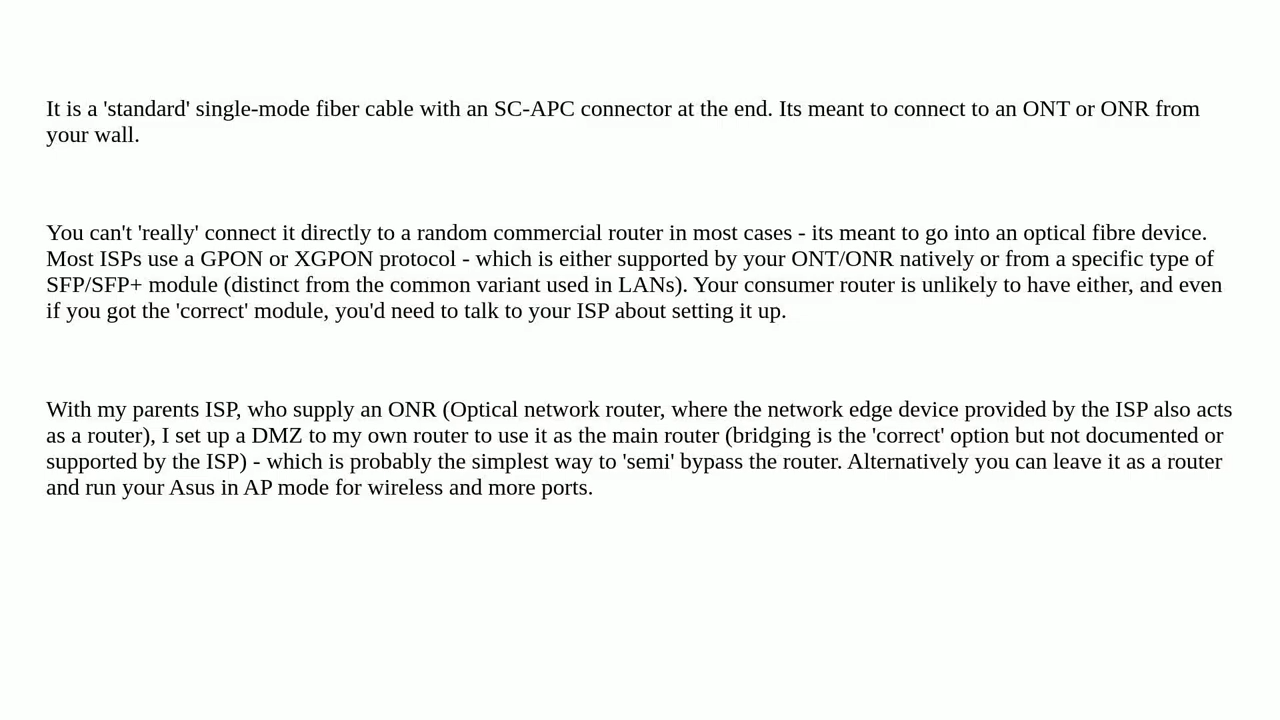 It is a 'standard' single-mode fiber cable with an SC-APC connector at the end. Its meant to connect to an ONT or ONR from
your wall.
You can't 'really' connect it directly to a random commercial router in most cases - its meant to go into an optical fibre device.
Most ISPs use a GPON or XGPON protocol - which is either supported by your ONT/ONR natively or from a specific type of
SFP/SFP+ module (distinct from the common variant used in LANs). Your consumer router is unlikely to have either, and even
if you got the 'correct' module, you'd need to talk to your ISP about setting it up.
With my parents ISP, who supply an ONR (Optical network router, where the network edge device provided by the ISP also acts
as a router), I set up a DMZ to my own router to use it as the main router (bridging is the 'correct' option but not documented or
supported by the ISP) - which is probably the simplest way to 'semi' bypass the router. Alternatively you can leave it as a router
and run your Asus in AP mode for wireless and more ports.